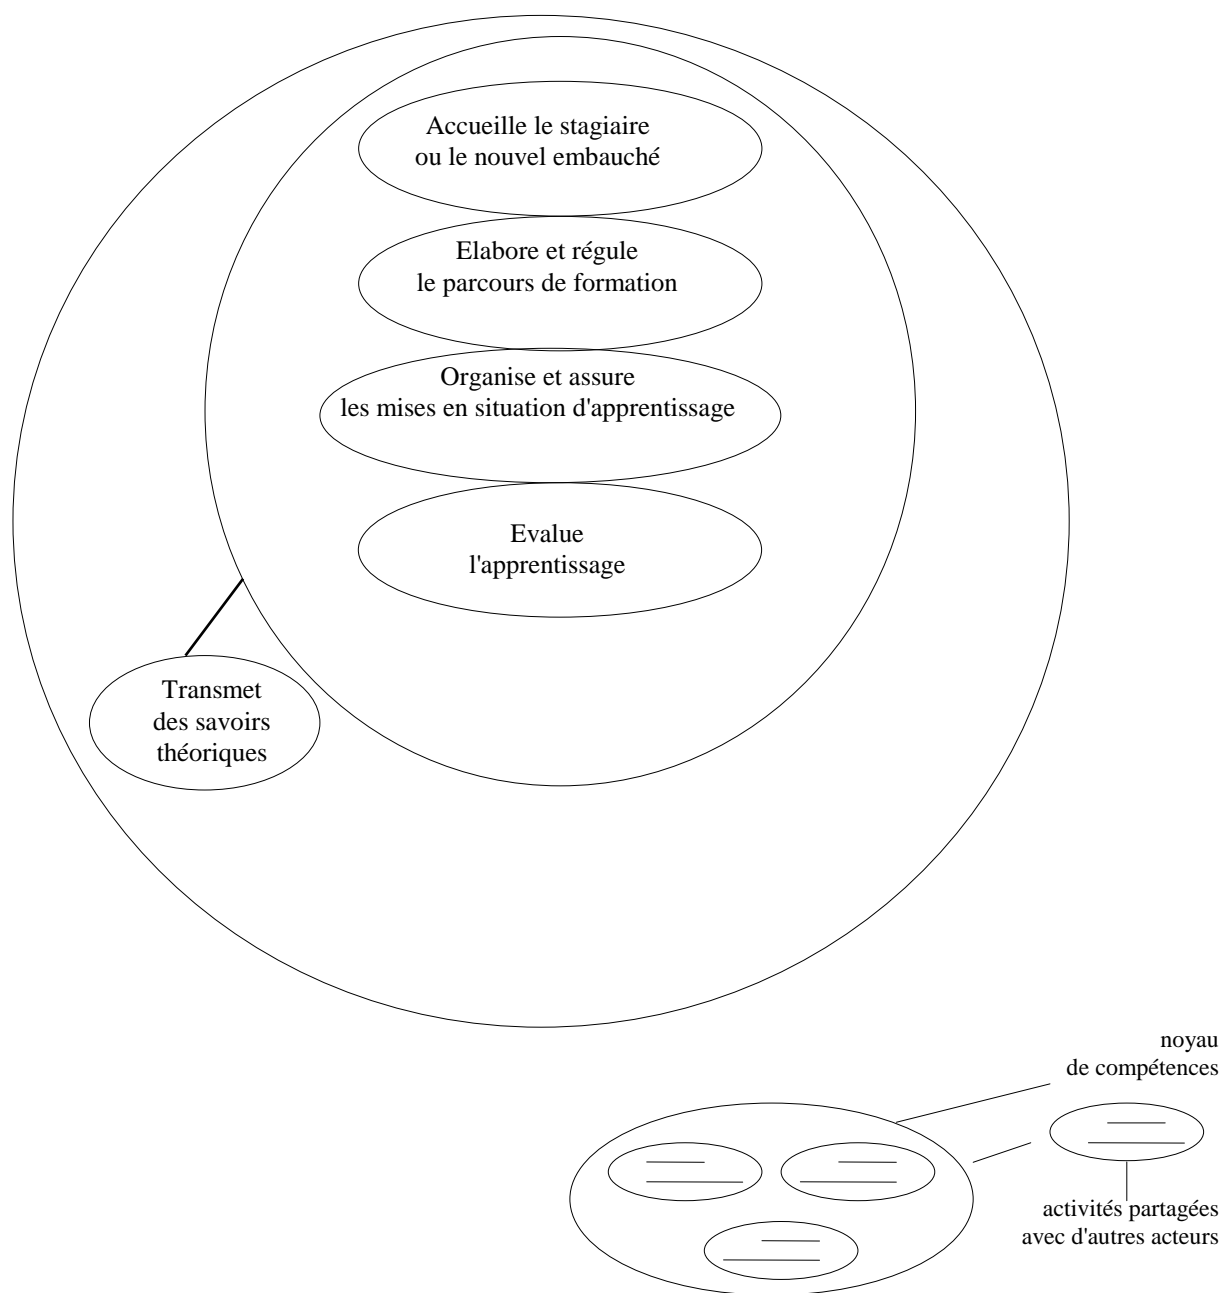 Accueille le stagiaire
ou le nouvel embauché
Elabore et régule
le parcours de formation
Organise et assure
les mises en situation d'apprentissage
Evalue
l'apprentissage
Transmet
des savoirs
théoriques
noyau
de compétences
activités partagées
avec d'autres acteurs